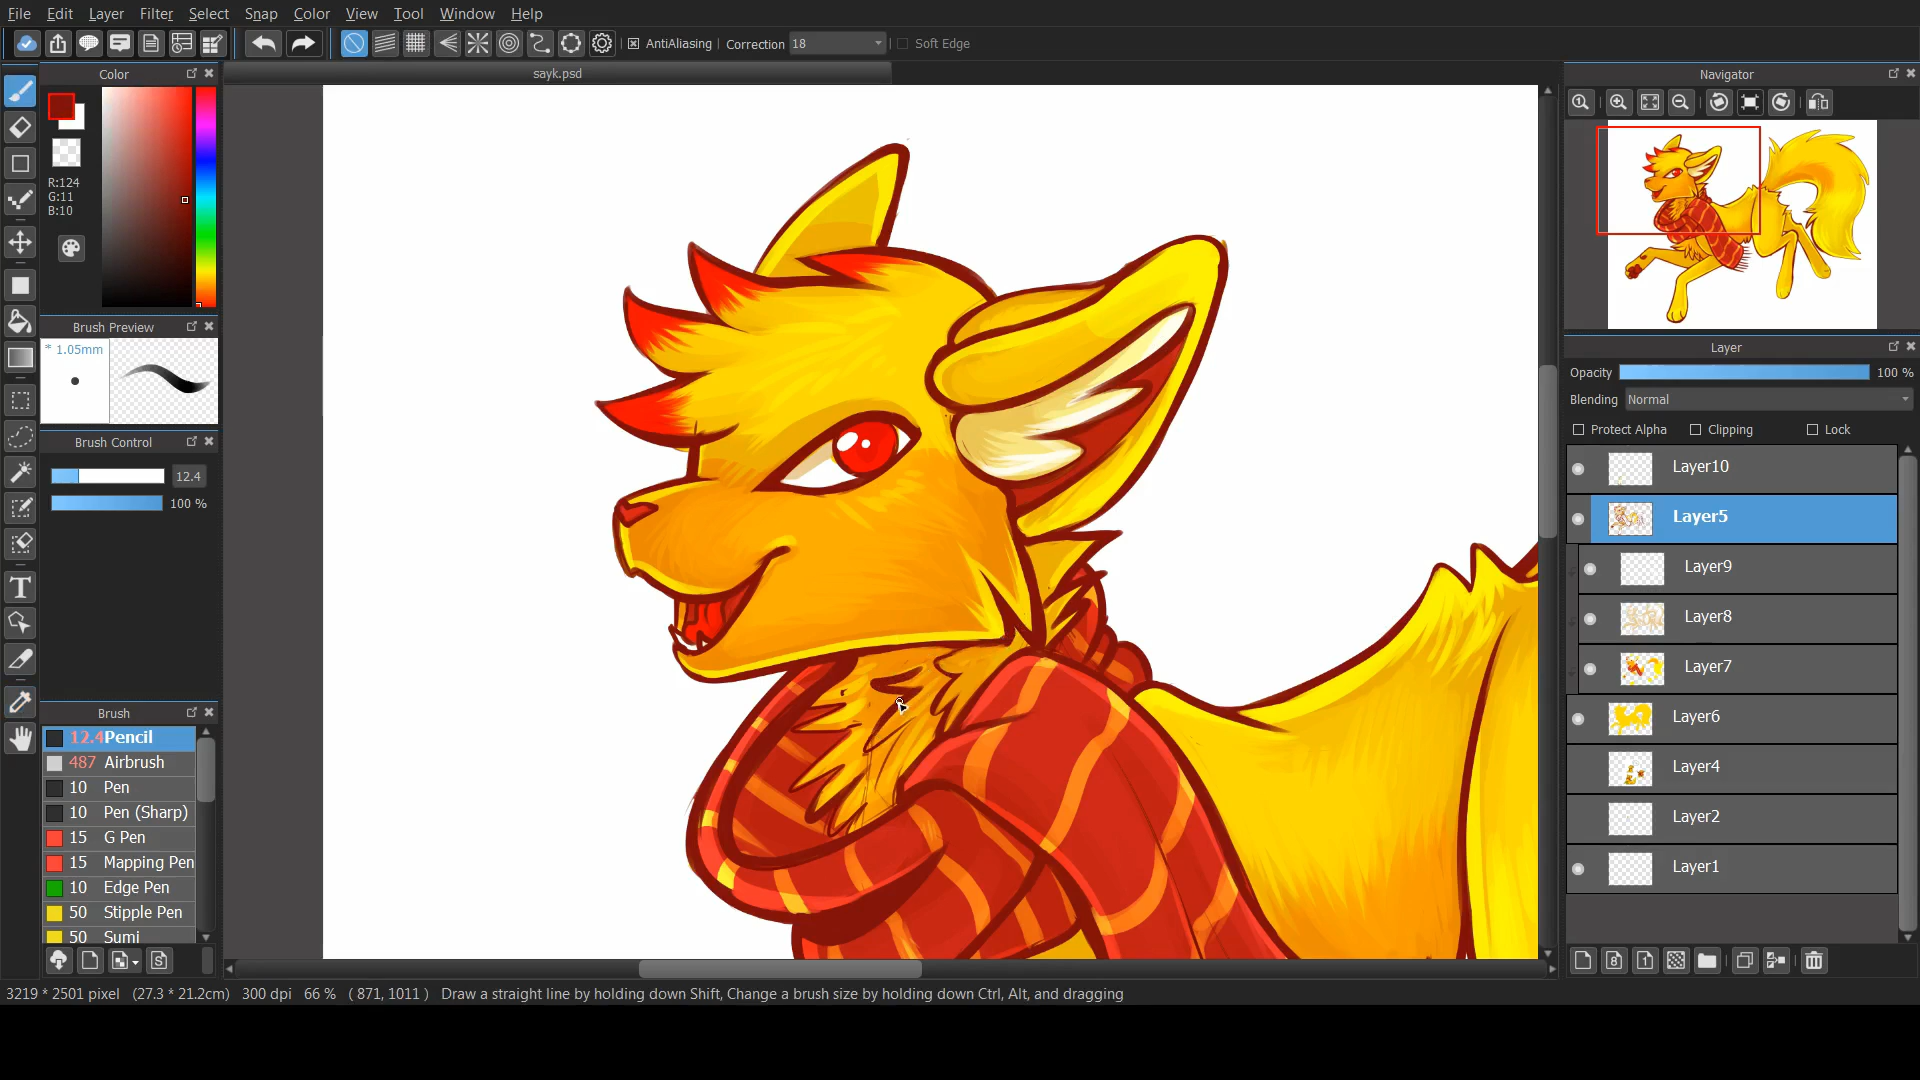 File Edit Layer Filter Select Snap Color View Tool Window Help
AntiAliasing Correction 18 Soft Edge
Color
sayk.psd
Navigator
R:124
G:11
B:10
Brush Preview
* 1.05mm
Brush Control
12.4
100 %
Brush
12.4 Pencil
487 Airbrush
10 Pen
10 Pen (Sharp)
15 G Pen
15 Mapping Pen
10 Edge Pen
50 Stipple Pen
50 Sumi
Layer
Opacity 100 %
Blending Normal
Protect Alpha Clipping Lock
Layer10
Layer5
Layer9
Layer8
Layer7
Layer6
Layer4
Layer2
Layer1
3219 * 2501 pixel (27.3 * 21.2cm) 300 dpi 66 % ( 871, 1011 ) Draw a straight line by holding down Shift, Change a brush size by holding down Ctrl, Alt, and dragging